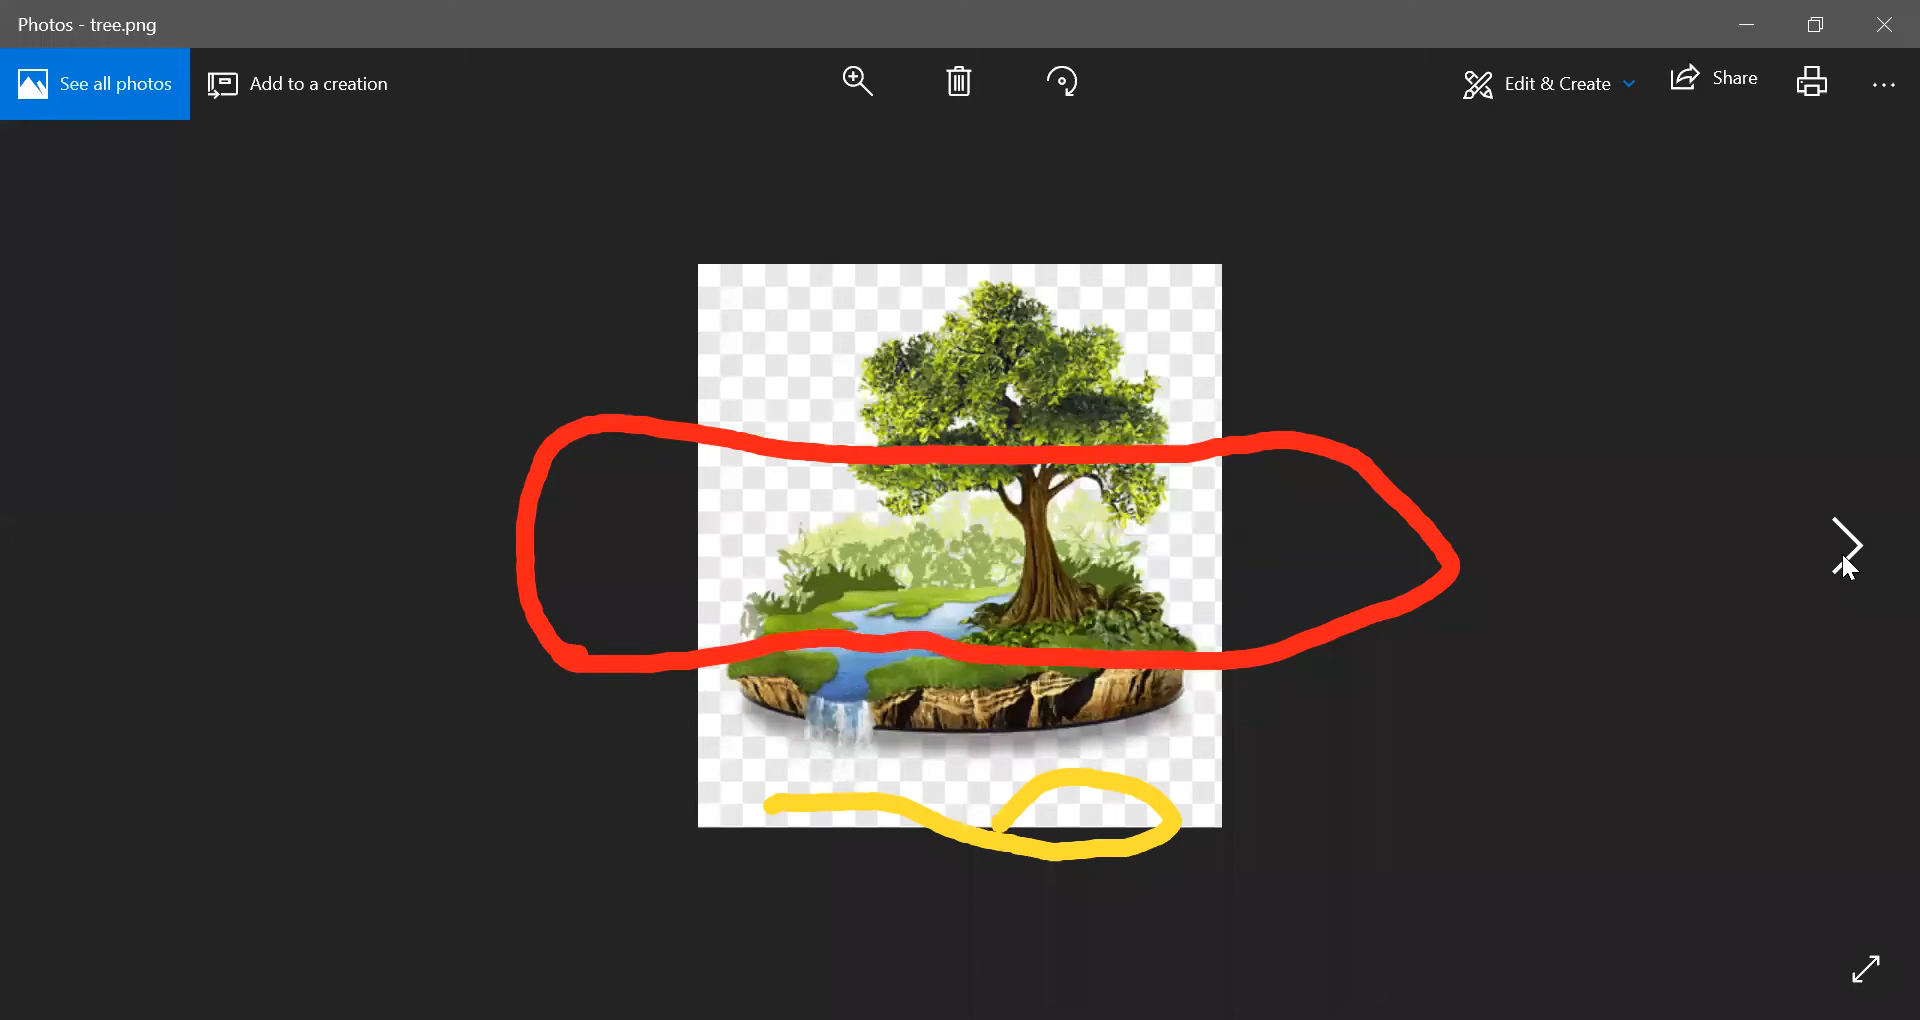 Photos - tree.png
See all photos
Add to a creation
Edit & Create
Share